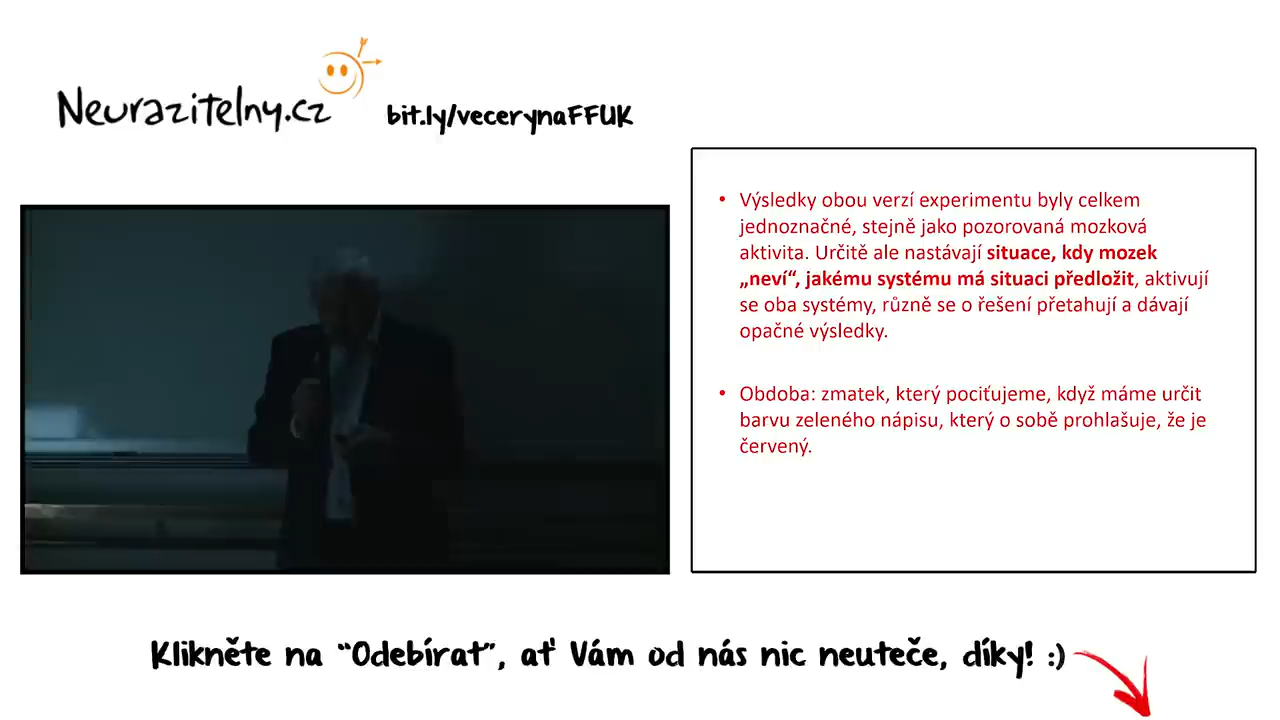 Neurazitelny.cz
bit.ly/vecerynaFFUK
• Výsledky obou verzí experimentu byly celkem
jednoznačné, stejně jako pozorovaná mozková
aktivita. Určitě ale nastávají situace, kdy mozek
„neví“, jakému systému má situaci předložit, aktivují
se oba systémy, různě se o řešení přetahují a dávají
opačné výsledky.
• Obdoba: zmatek, který pociťujeme, když máme určit
barvu zeleného nápisu, který o sobě prohlašuje, že je
červený.
Klikněte na “Odebírat”, ať Vám od nás nic neuteče, díky! :)